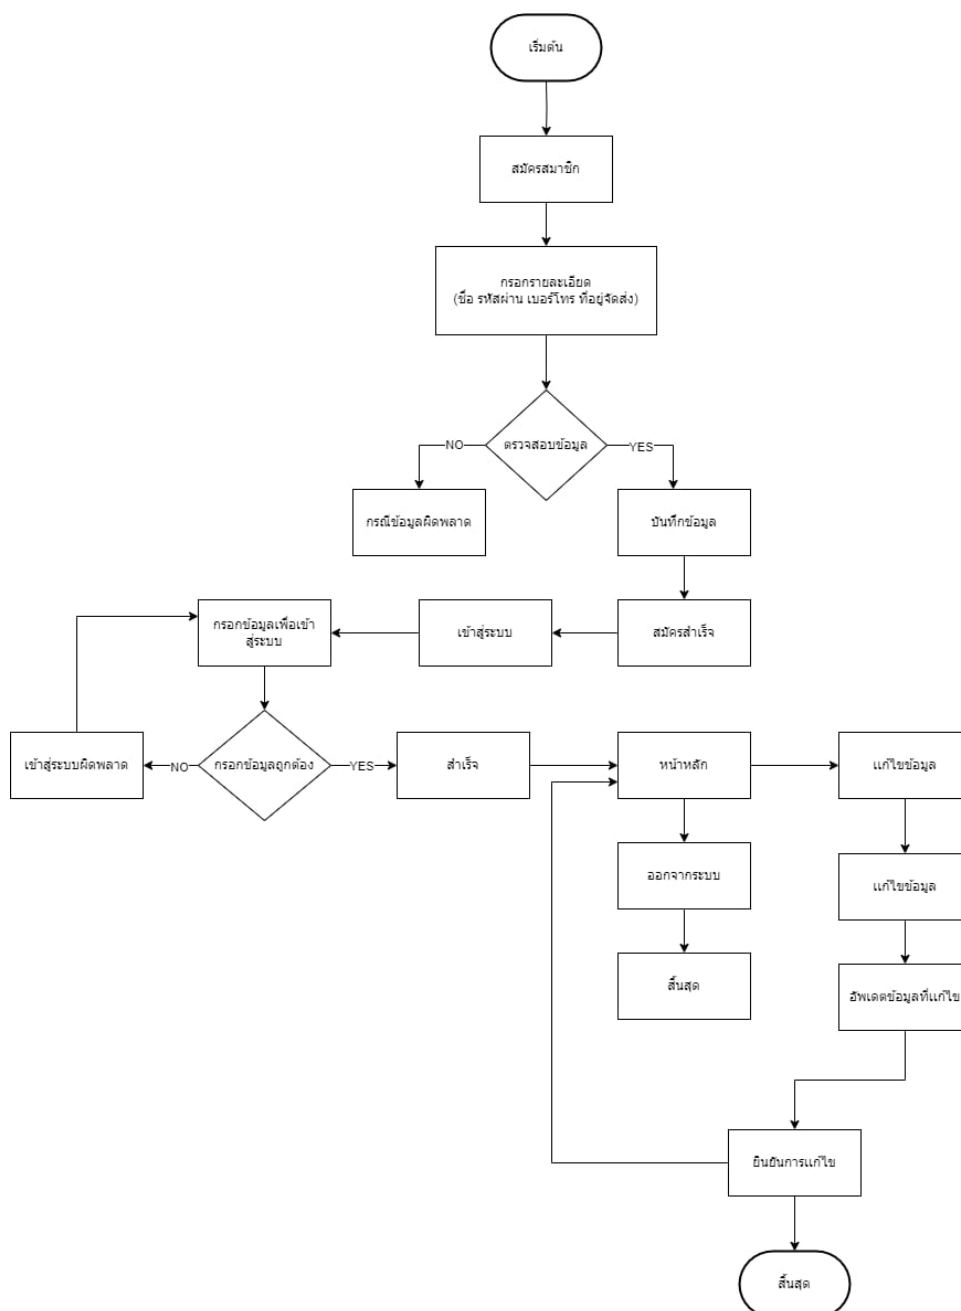 เริ่มต้น
สมัครสมาชิก
กรอกรายละเอียด
(ชื่อ รหัสผ่าน เบอร์โทร ที่อยู่จัดส่ง)
ตรวจสอบข้อมูล
NO
YES
กรณีข้อมูลผิดพลาด
บันทึกข้อมูล
กรอกข้อมูลเพื่อเข้า
สู่ระบบ
เข้าสู่ระบบ
สมัครสำเร็จ
เข้าสู่ระบบผิดพลาด
NO
กรอกข้อมูลถูกต้อง
YES
สำเร็จ
หน้าหลัก
แก้ไขข้อมูล
ออกจากระบบ
แก้ไขข้อมูล
สิ้นสุด
อัพเดตข้อมูลที่แก้ไข
ยินยันการแก้ไข
สิ้นสุด